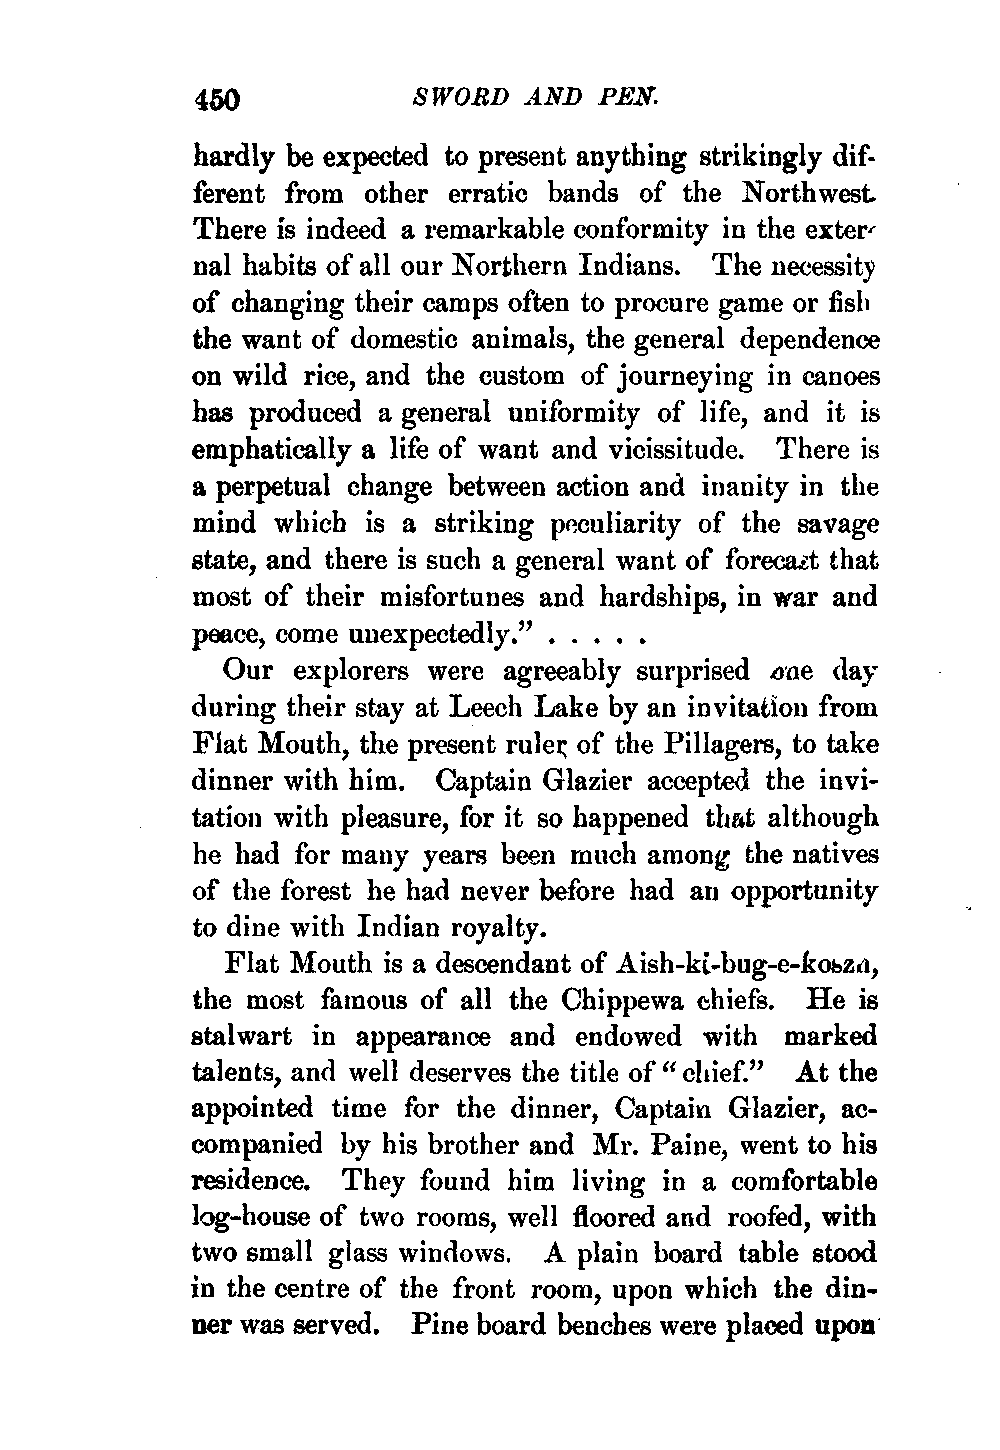 450 SWORD AND PEN.
hardly be expected to present anything strikingly dif-
ferent from other erratic bands of the Northwest.
There is indeed a remarkable conformity in the exter-
nal habits of all our Northern Indians. The necessity
of changing their camps often to procure game or fish
the want of domestic animals, the general dependence
on wild rice, and the custom of journeying in canoes
has produced a general uniformity of life, and it is
emphatically a life of want and vicissitude. There is
a perpetual change between action and inanity in the
mind which is a striking peculiarity of the savage
state, and there is such a general want of forecast that
most of their misfortunes and hardships, in war and
peace, come unexpectedly.” . . . . .
Our explorers were agreeably surprised one day
during their stay at Leech Lake by an invitation from
Flat Mouth, the present ruler of the Pillagers, to take
dinner with him. Captain Glazier accepted the invi-
tation with pleasure, for it so happened that although
he had for many years been much among the natives
of the forest he had never before had an opportunity
to dine with Indian royalty.
Flat Mouth is a descendant of
the most famous of all the Chippewa chiefs. He is
stalwart in appearance and endowed with marked
talents, and well deserves the title of “chief.” At the
appointed time for the dinner, Captain Glazier, ac-
companied by his brother and Mr. Paine, went to his
residence. They found him living in a comfortable
log-house of two rooms, well floored and roofed, with
two small glass windows. A plain board table stood
in the centre of the front room, upon which the din-
ner was served. Pine board benches were placed upon